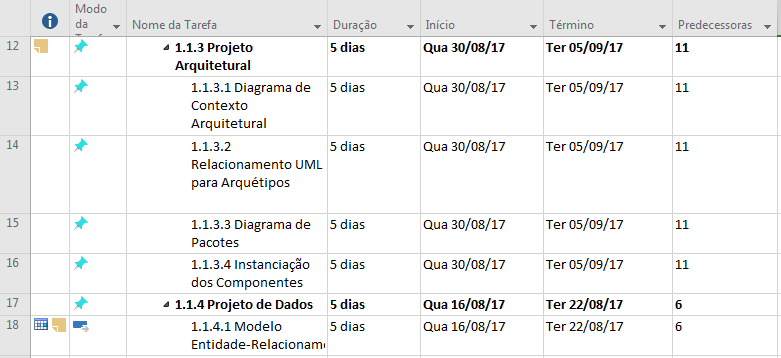 Modo
da
Nome da Tarefa Duração Início Término Predecessoras
12 1.1.3 Projeto 5 dias Qua 30/08/17 Ter 05/09/17 11
Arquitetural
13 1.1.3.1 Diagrama de 5 dias Qua 30/08/17 Ter 05/09/17 11
Contexto
Arquitetural
14 1.1.3.2 5 dias Qua 30/08/17 Ter 05/09/17 11
Relacionamento UML
para Arquétipos
15 1.1.3.3 Diagrama de 5 dias Qua 30/08/17 Ter 05/09/17 11
Pacotes
16 1.1.3.4 Instanciação 5 dias Qua 30/08/17 Ter 05/09/17 11
dos Componentes
17 1.1.4 Projeto de Dados 5 dias Qua 16/08/17 Ter 22/08/17 6
18 1.1.4.1 Modelo 5 dias Qua 16/08/17 Ter 22/08/17 6
Entidade-Relacionam